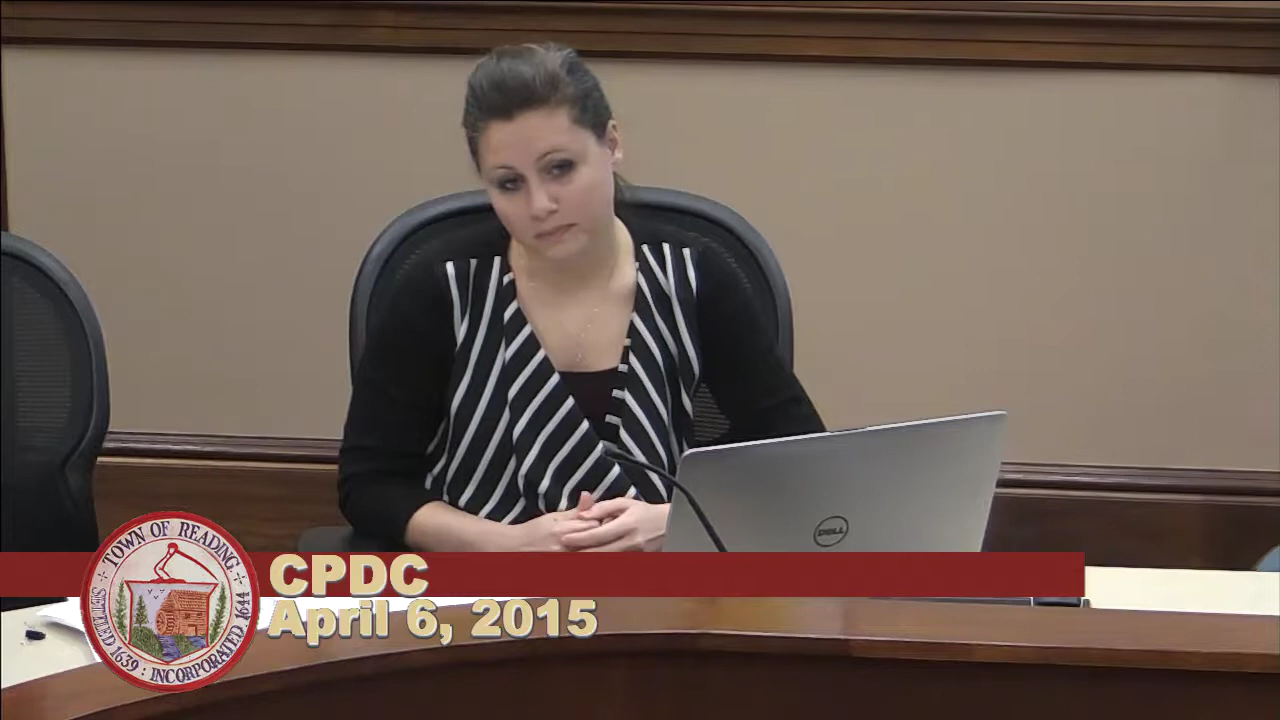 DELL
CPDC
April 6, 2015
TOWN OF READING
SETTLED 1639 : INCORPORATED 1644